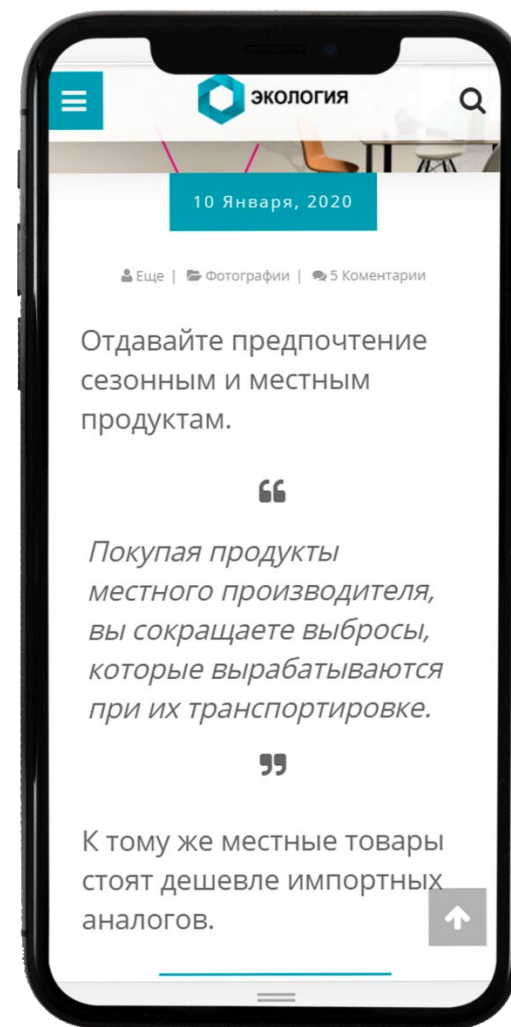 ЭКОЛОГИЯ
10 Января, 2020
Еще | Фотографии | 5 Коментарии
Отдавайте предпочтение
сезонным и местным
продуктам.
“
Покупая продукты
местного производителя,
вы сокращаете выбросы,
которые вырабатываются
при их транспортировке.
”
К тому же местные товары
стоят дешевле импортных
аналогов.